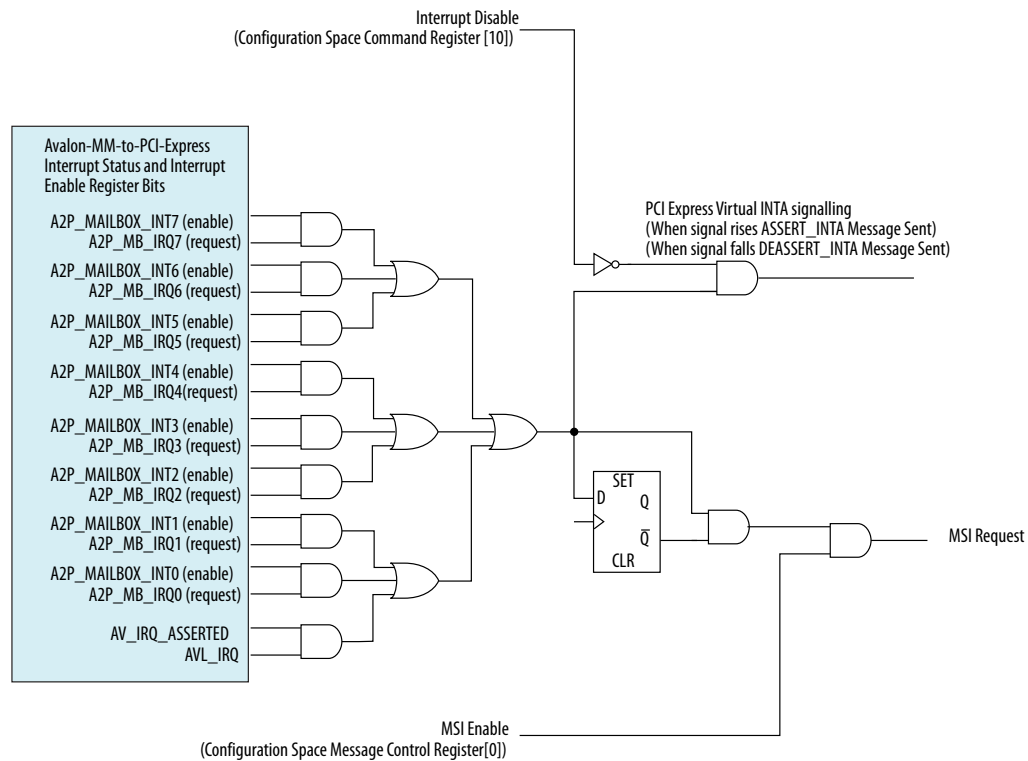 Interrupt Disable
(Configuration Space Command Register [10])
Avalon-MM-to-PCI-Express
Interrupt Status and Interrupt
Enable Register Bits
A2P_MAILBOX_INT7 (enable)
A2P_MB_IRQ7 (request)
A2P_MAILBOX_INT6 (enable)
A2P_MB_IRQ6 (request)
A2P_MAILBOX_INT5 (enable)
A2P_MB_IRQ5 (request)
A2P_MAILBOX_INT4 (enable)
A2P_MB_IRQ4(request)
A2P_MAILBOX_INT3 (enable)
A2P_MB_IRQ3 (request)
A2P_MAILBOX_INT2 (enable)
A2P_MB_IRQ2 (request)
A2P_MAILBOX_INT1 (enable)
A2P_MB_IRQ1 (request)
A2P_MAILBOX_INT0 (enable)
A2P_MB_IRQ0 (request)
AV_IRQ_ASSERTED
AVL_IRQ
PCI Express Virtual INTA signalling
(When signal rises ASSERT_INTA Message Sent)
(When signal falls DEASSERT_INTA Message Sent)
SET
D
Q
Q̅
CLR
MSI Request
MSI Enable
(Configuration Space Message Control Register[0])